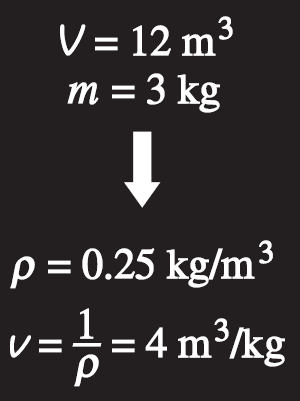 V = 12 m³
m = 3 kg
ρ = 0.25 kg/m³
v = 1/ρ = 4 m³/kg